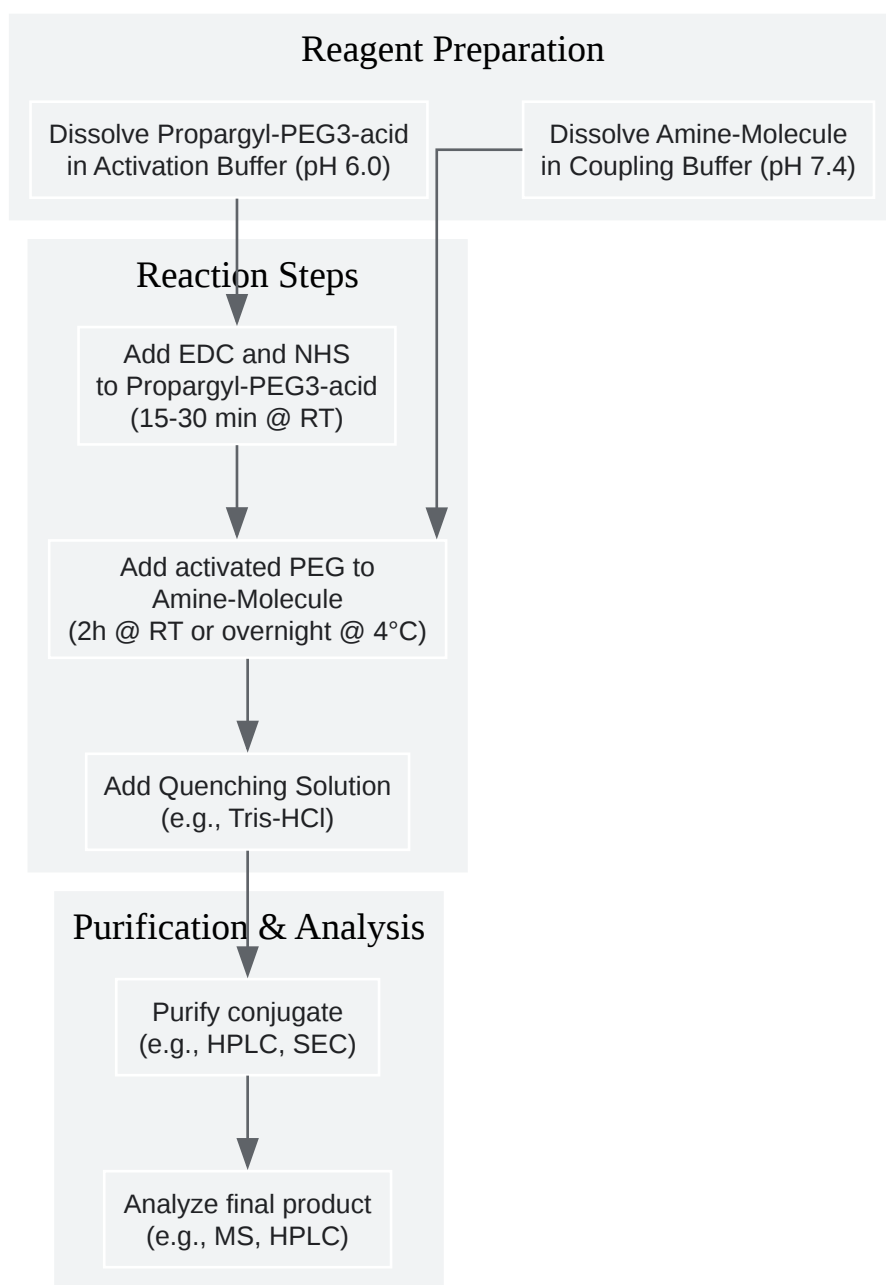 Reagent Preparation
Dissolve Propargyl-PEG3-acid
in Activation Buffer (pH 6.0)
Dissolve Amine-Molecule
in Coupling Buffer (pH 7.4)
Reaction Steps
Add EDC and NHS
to Propargyl-PEG3-acid
(15-30 min @ RT)
Add activated PEG to
Amine-Molecule
(2h @ RT or overnight @ 4°C)
Add Quenching Solution
(e.g., Tris-HCl)
Purification & Analysis
Purify conjugate
(e.g., HPLC, SEC)
Analyze final product
(e.g., MS, HPLC)